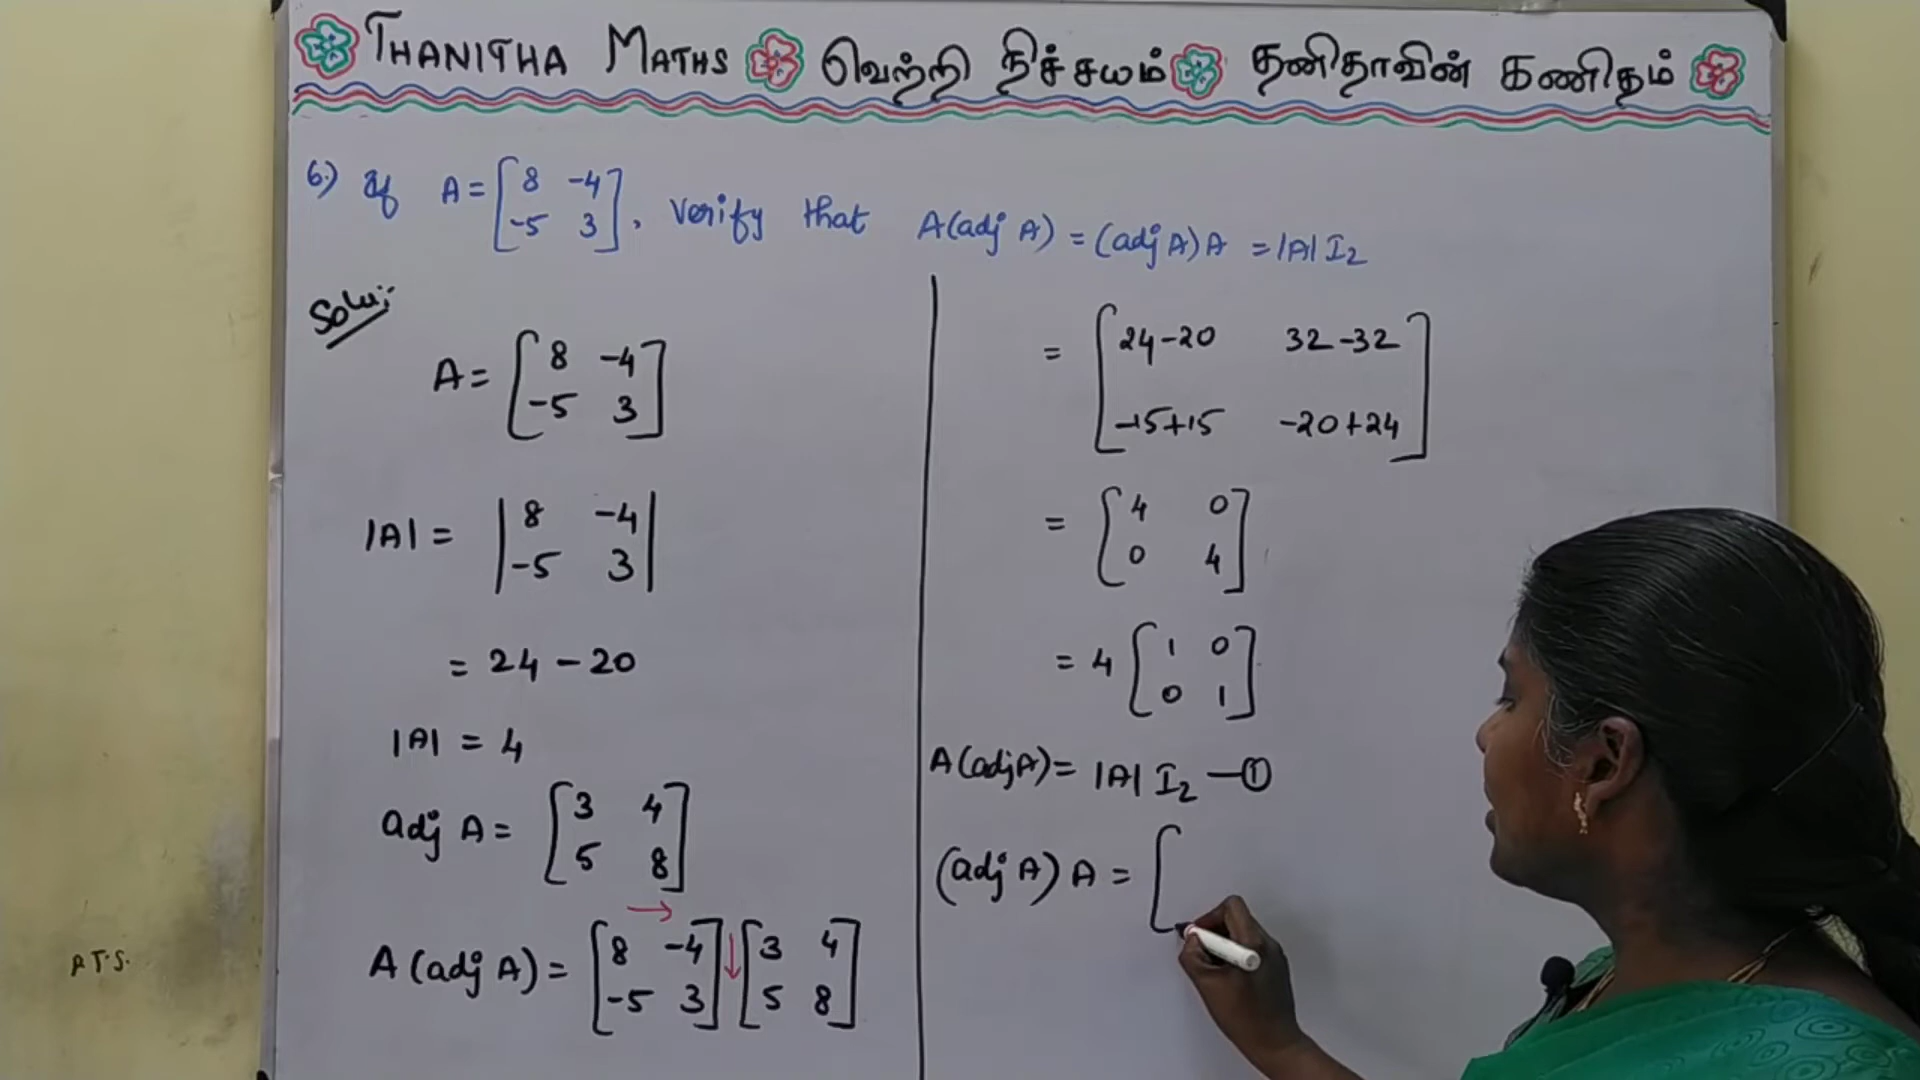 THANITHA MATHS வெற்றி நிச்சயம் தனிதாவின் கணிதம்
6.) If A = [8 -4 -5 3], Verify that A(adj A) = (adj A) A = |A| I₂
Solu:
A = [8 -4
-5 3]
|A| = |8 -4
-5 3|
= 24 - 20
|A| = 4
adj A = [3 4
5 8]
A (adj A) = [8 -4 [3 4
-5 3] 5 8]
= [24-20 32-32
-15+15 -20+24]
= [4 0
0 4]
= 4 [1 0
0 1]
A(adj A) = |A| I₂ —①
(adj A) A = [
P.T.S.